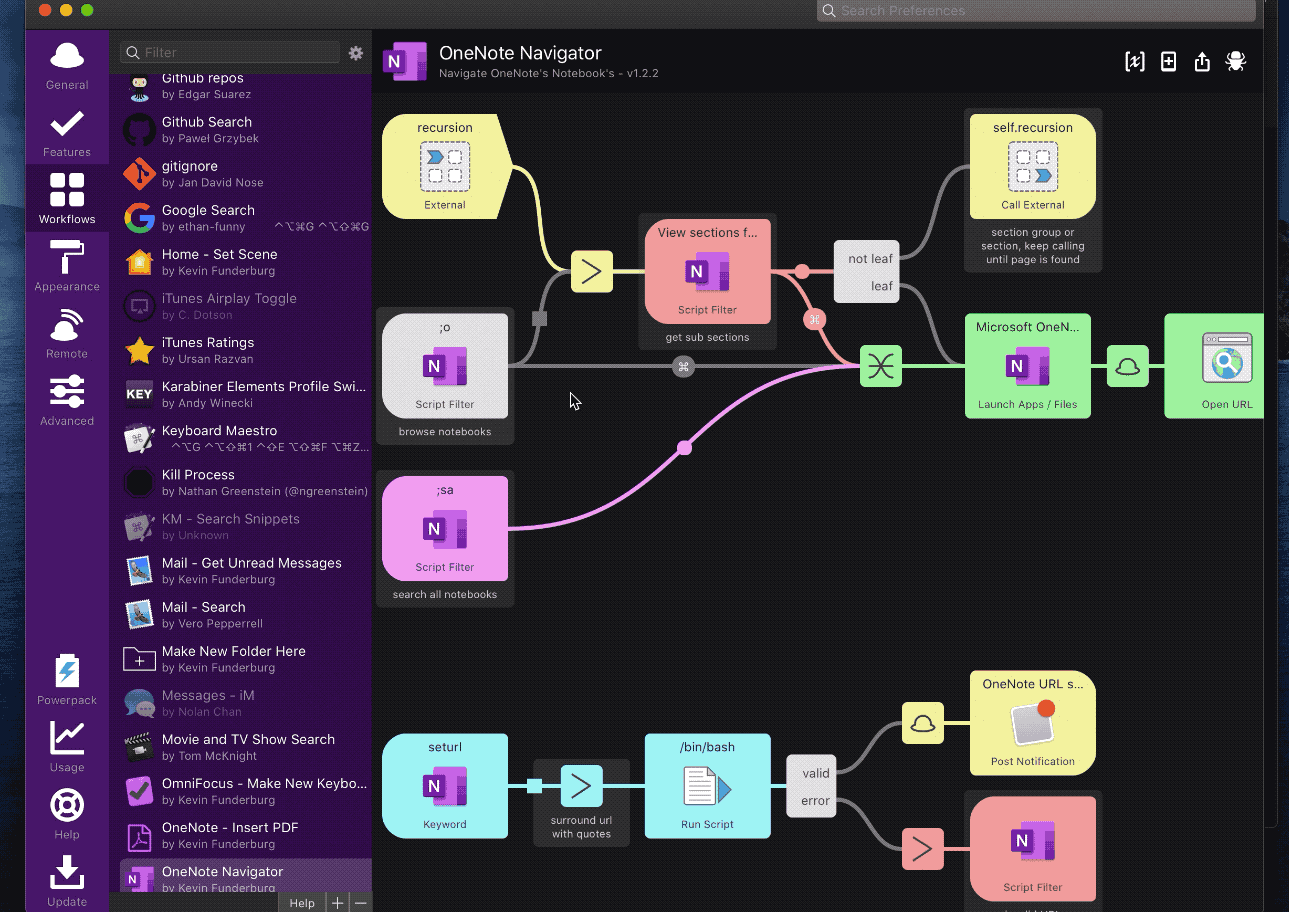 Search Preferences
General
Features
Workflows
Appearance
Remote
Advanced
Powerpack
Usage
Help
Update
Filter
Github repos
by Edgar Suarez
Github Search
by Paweł Grzybek
gitignore
by Jan David Nose
Google Search
by ethan-funny ^⌥⌘G ^⌥⇧⌘G
Home - Set Scene
by Kevin Funderburg
iTunes Airplay Toggle
by C. Dotson
iTunes Ratings
by Ursan Razvan
KEY
Karabiner Elements Profile Swi...
by Andy Winecki
Keyboard Maestro
^⌥G ^⌥⇧⌘1 ^⇧E ⌥⇧⌘F ⌥⌘Z...
Kill Process
by Nathan Greenstein (@ngreenstein)
KM - Search Snippets
by Unknown
Mail - Get Unread Messages
by Kevin Funderburg
Mail - Search
by Vero Pepperrell
Make New Folder Here
by Kevin Funderburg
Messages - iM
by Nolan Chan
Movie and TV Show Search
by Tom McKnight
OmniFocus - Make New Keybo...
by Kevin Funderburg
OneNote - Insert PDF
by Kevin Funderburg
N
OneNote Navigator
by Kevin Funderburg
Help + −
N
OneNote Navigator
Navigate OneNote's Notebook's - v1.2.2
recursion
External
self.recursion
Call External
section group or
section, keep calling
until page is found
View sections f...
N
Script Filter
get sub sections
not leaf
leaf
⌘
;o
N
Script Filter
browse notebooks
⌘
Microsoft OneN...
N
Launch Apps / Files
Open URL
;sa
N
Script Filter
search all notebooks
seturl
N
Keyword
surround url
with quotes
/bin/bash
Run Script
valid
error
OneNote URL s...
Post Notification
N
Script Filter